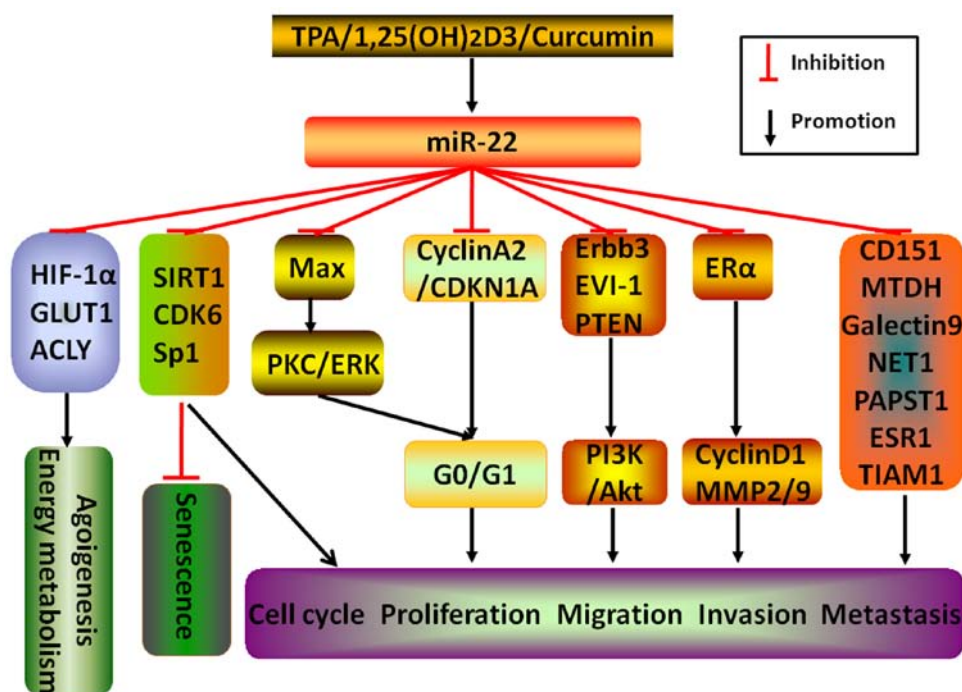 TPA/1,25(OH)2D3/Curcumin
Inhibition
Promotion
miR-22
HIF-1α
GLUT1
ACLY
SIRT1
CDK6
Sp1
Max
PKC/ERK
CyclinA2
/CDKN1A
G0/G1
Erbb3
EVI-1
PTEN
PI3K
/Akt
ERα
CyclinD1
MMP2/9
CD151
MTDH
Galectin9
NET1
PAPST1
ESR1
TIAM1
Agoigenesis
Energy metabolism
Senescence
Cell cycle Proliferation Migration Invasion Metastasis